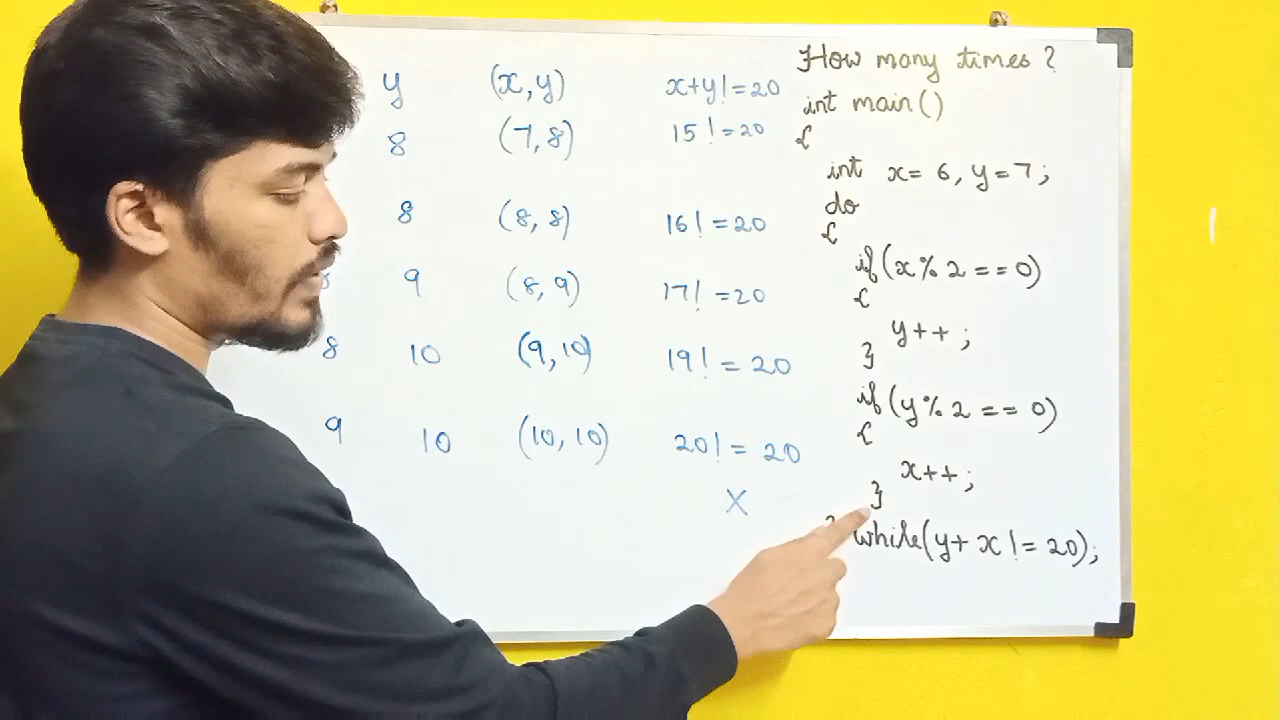 y (x,y) x+y!=20
8 (7,8) 15!=20
8 (8,8) 16!=20
9 (8,9) 17!=20
8 10 (9,10) 19!=20
9 10 (10,10) 20!=20
X
How many times?
int main()
{
int x=6, y=7;
do
{
if(x%2==0)
{
y++;
}
if(y%2==0)
{
x++;
}
} while(y+x!=20);